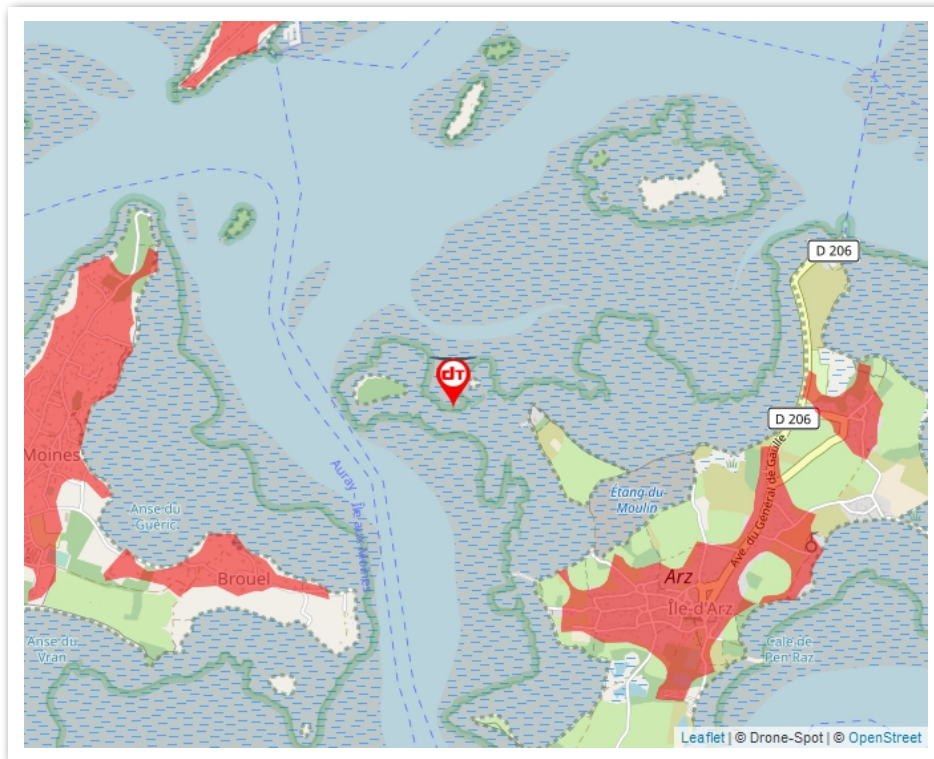 D 206
D 206
Ave. du Général de Gaulle
Moines
Anse du
Guéric
Auray - Île aux Moines
Étang du
Moulin
Brouel
Arz
Île-d'Arz
Anse du
Vran
Cale de
Pen Raz
dT
Leaflet | © Drone-Spot | © OpenStreet